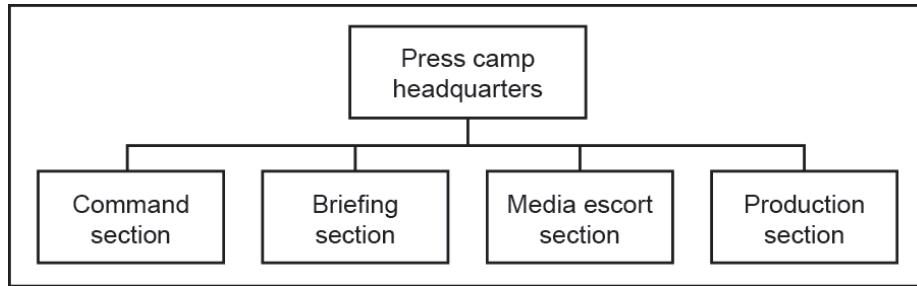 Press camp
headquarters
Command
section
Briefing
section
Media escort
section
Production
section